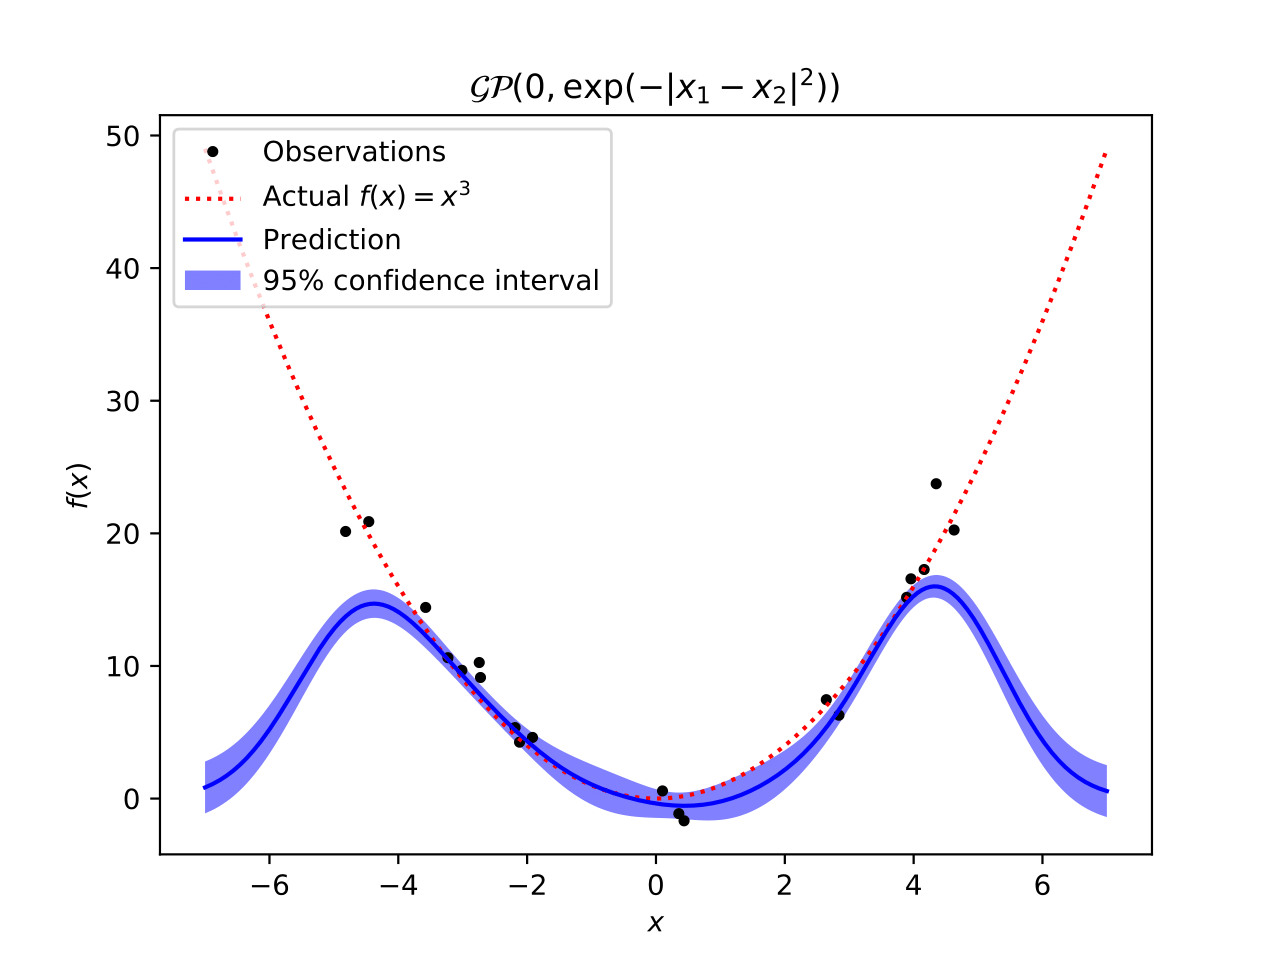 𝒢𝒫(0, exp(−|x₁ − x₂|²))
50
40
30
20
10
0
f(x)
Observations
Actual f(x) = x³
Prediction
95% confidence interval
−6 −4 −2 0 2 4 6
x